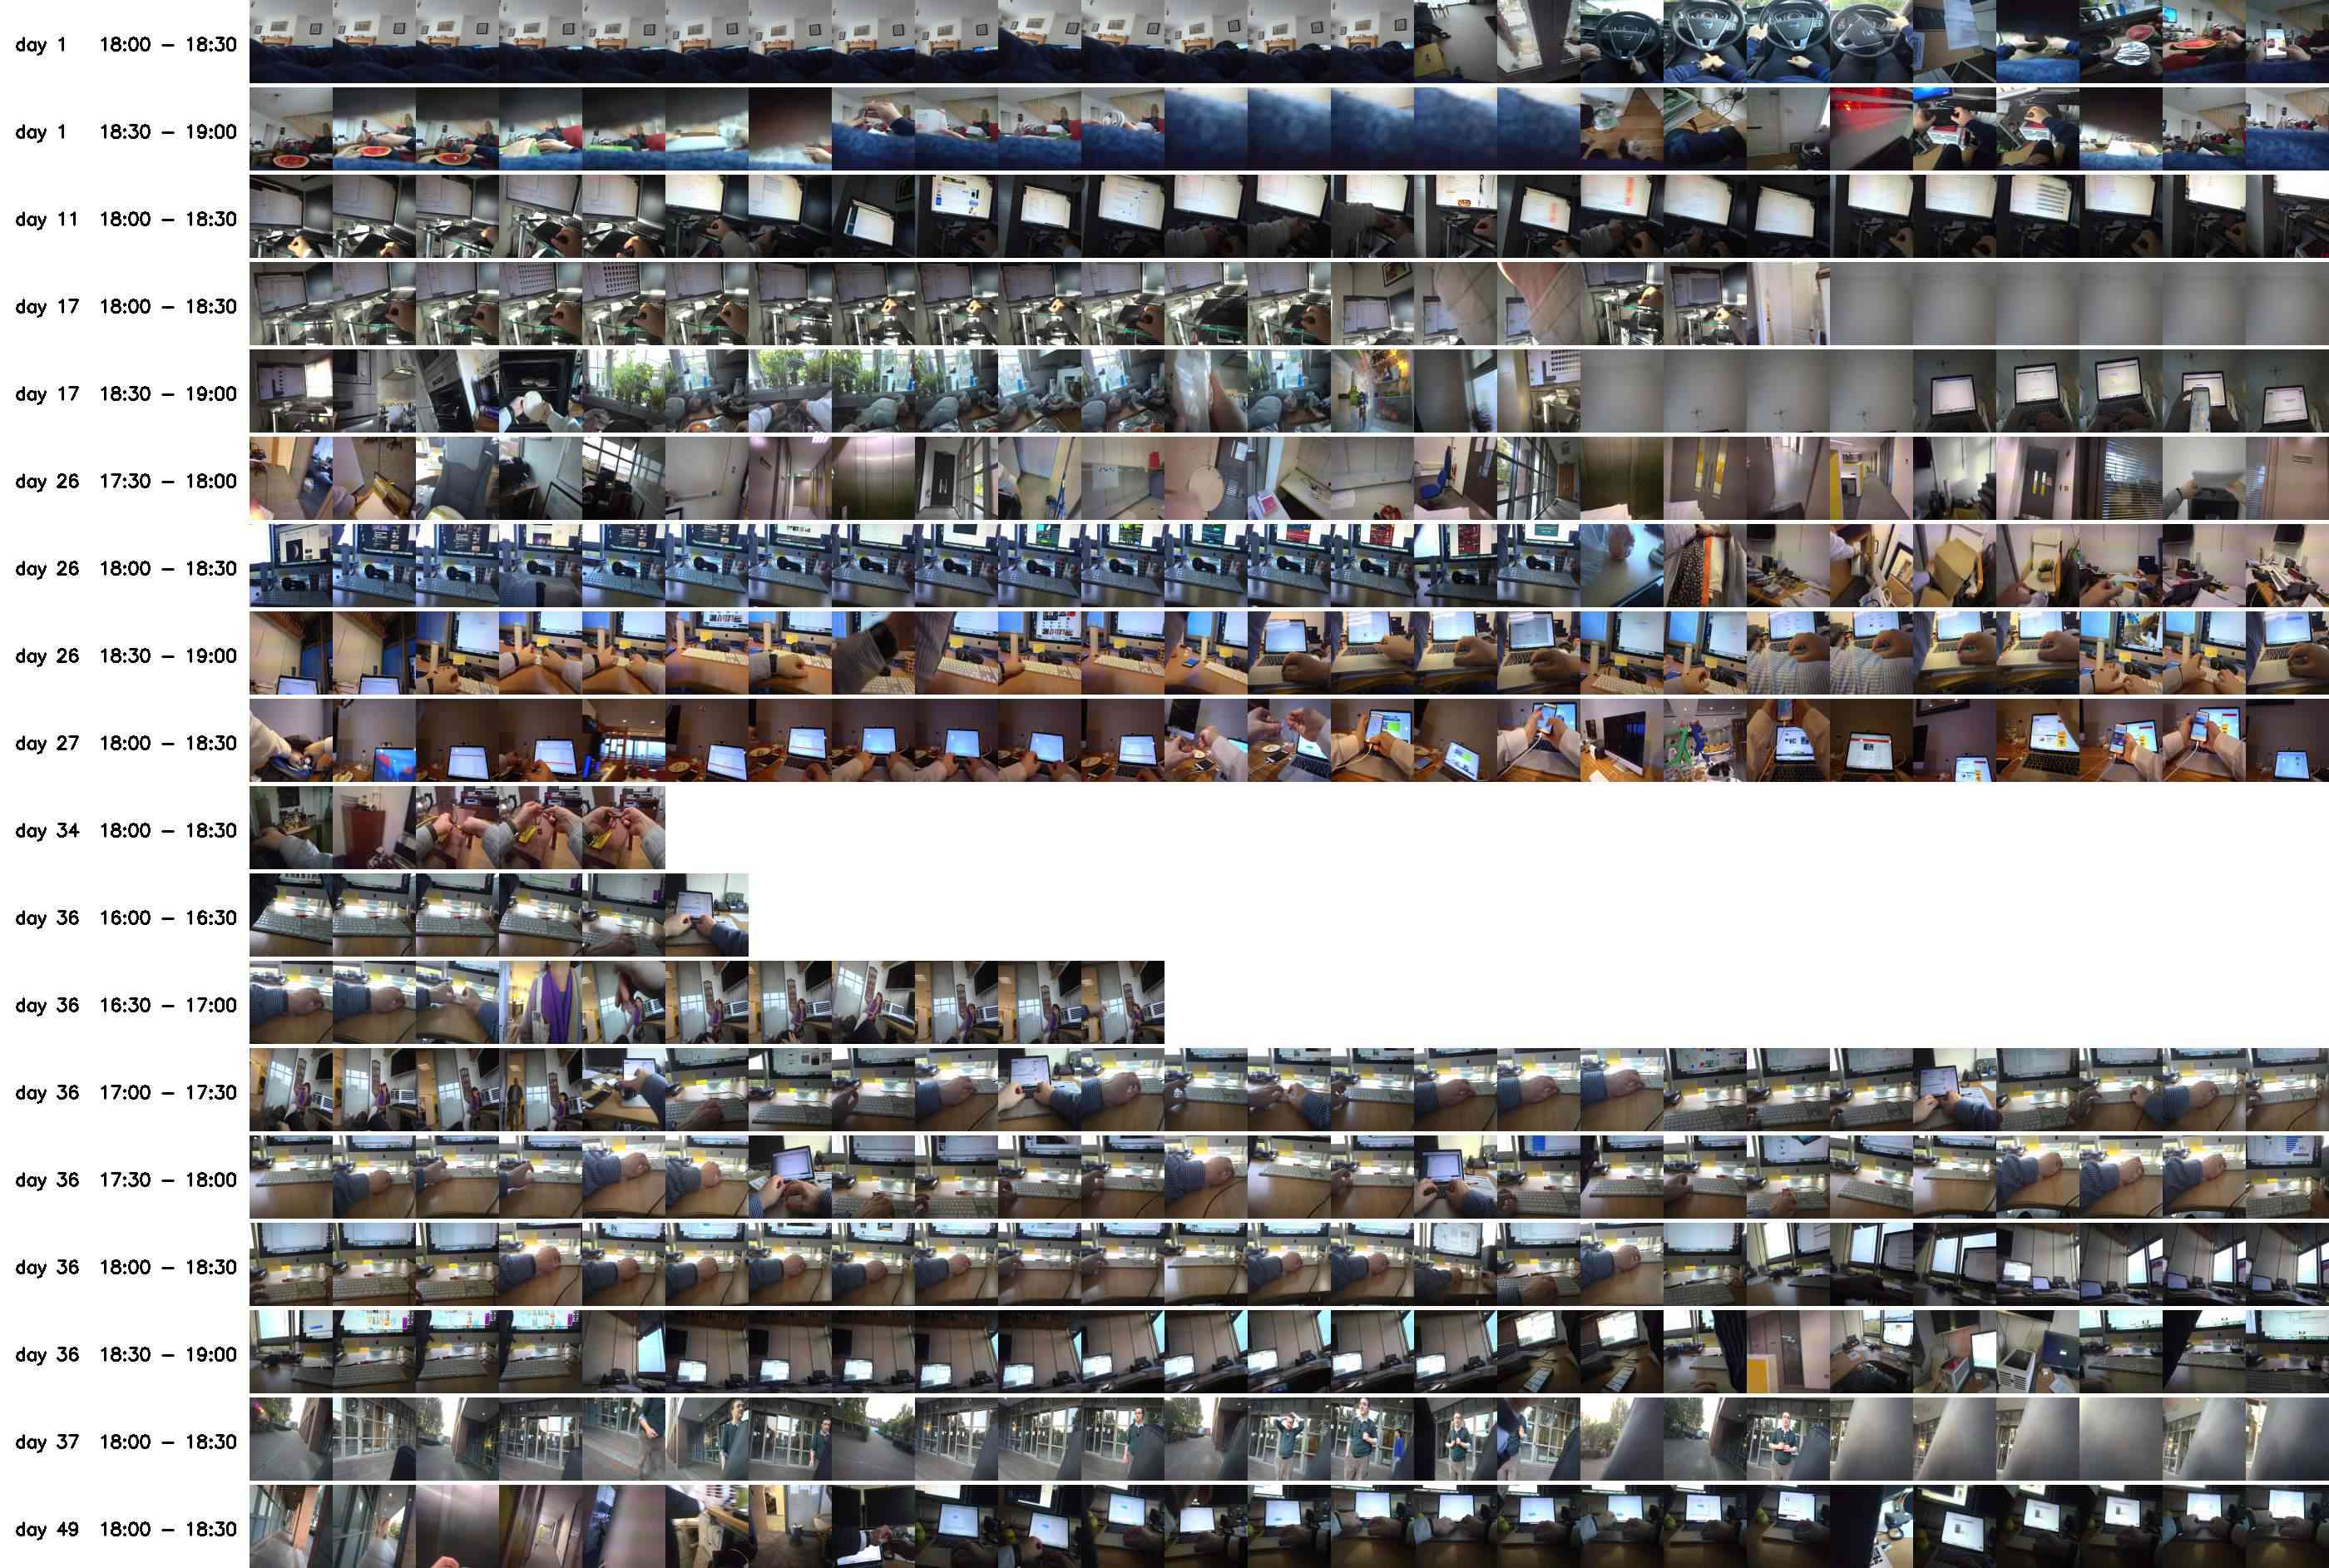 day 1 18:00 – 18:30
day 1 18:30 – 19:00
day 11 18:00 – 18:30
day 17 18:00 – 18:30
day 17 18:30 – 19:00
day 26 17:30 – 18:00
day 26 18:00 – 18:30
day 26 18:30 – 19:00
day 27 18:00 – 18:30
day 34 18:00 – 18:30
day 36 16:00 – 16:30
day 36 16:30 – 17:00
day 36 17:00 – 17:30
day 36 17:30 – 18:00
day 36 18:00 – 18:30
day 36 18:30 – 19:00
day 37 18:00 – 18:30
day 49 18:00 – 18:30